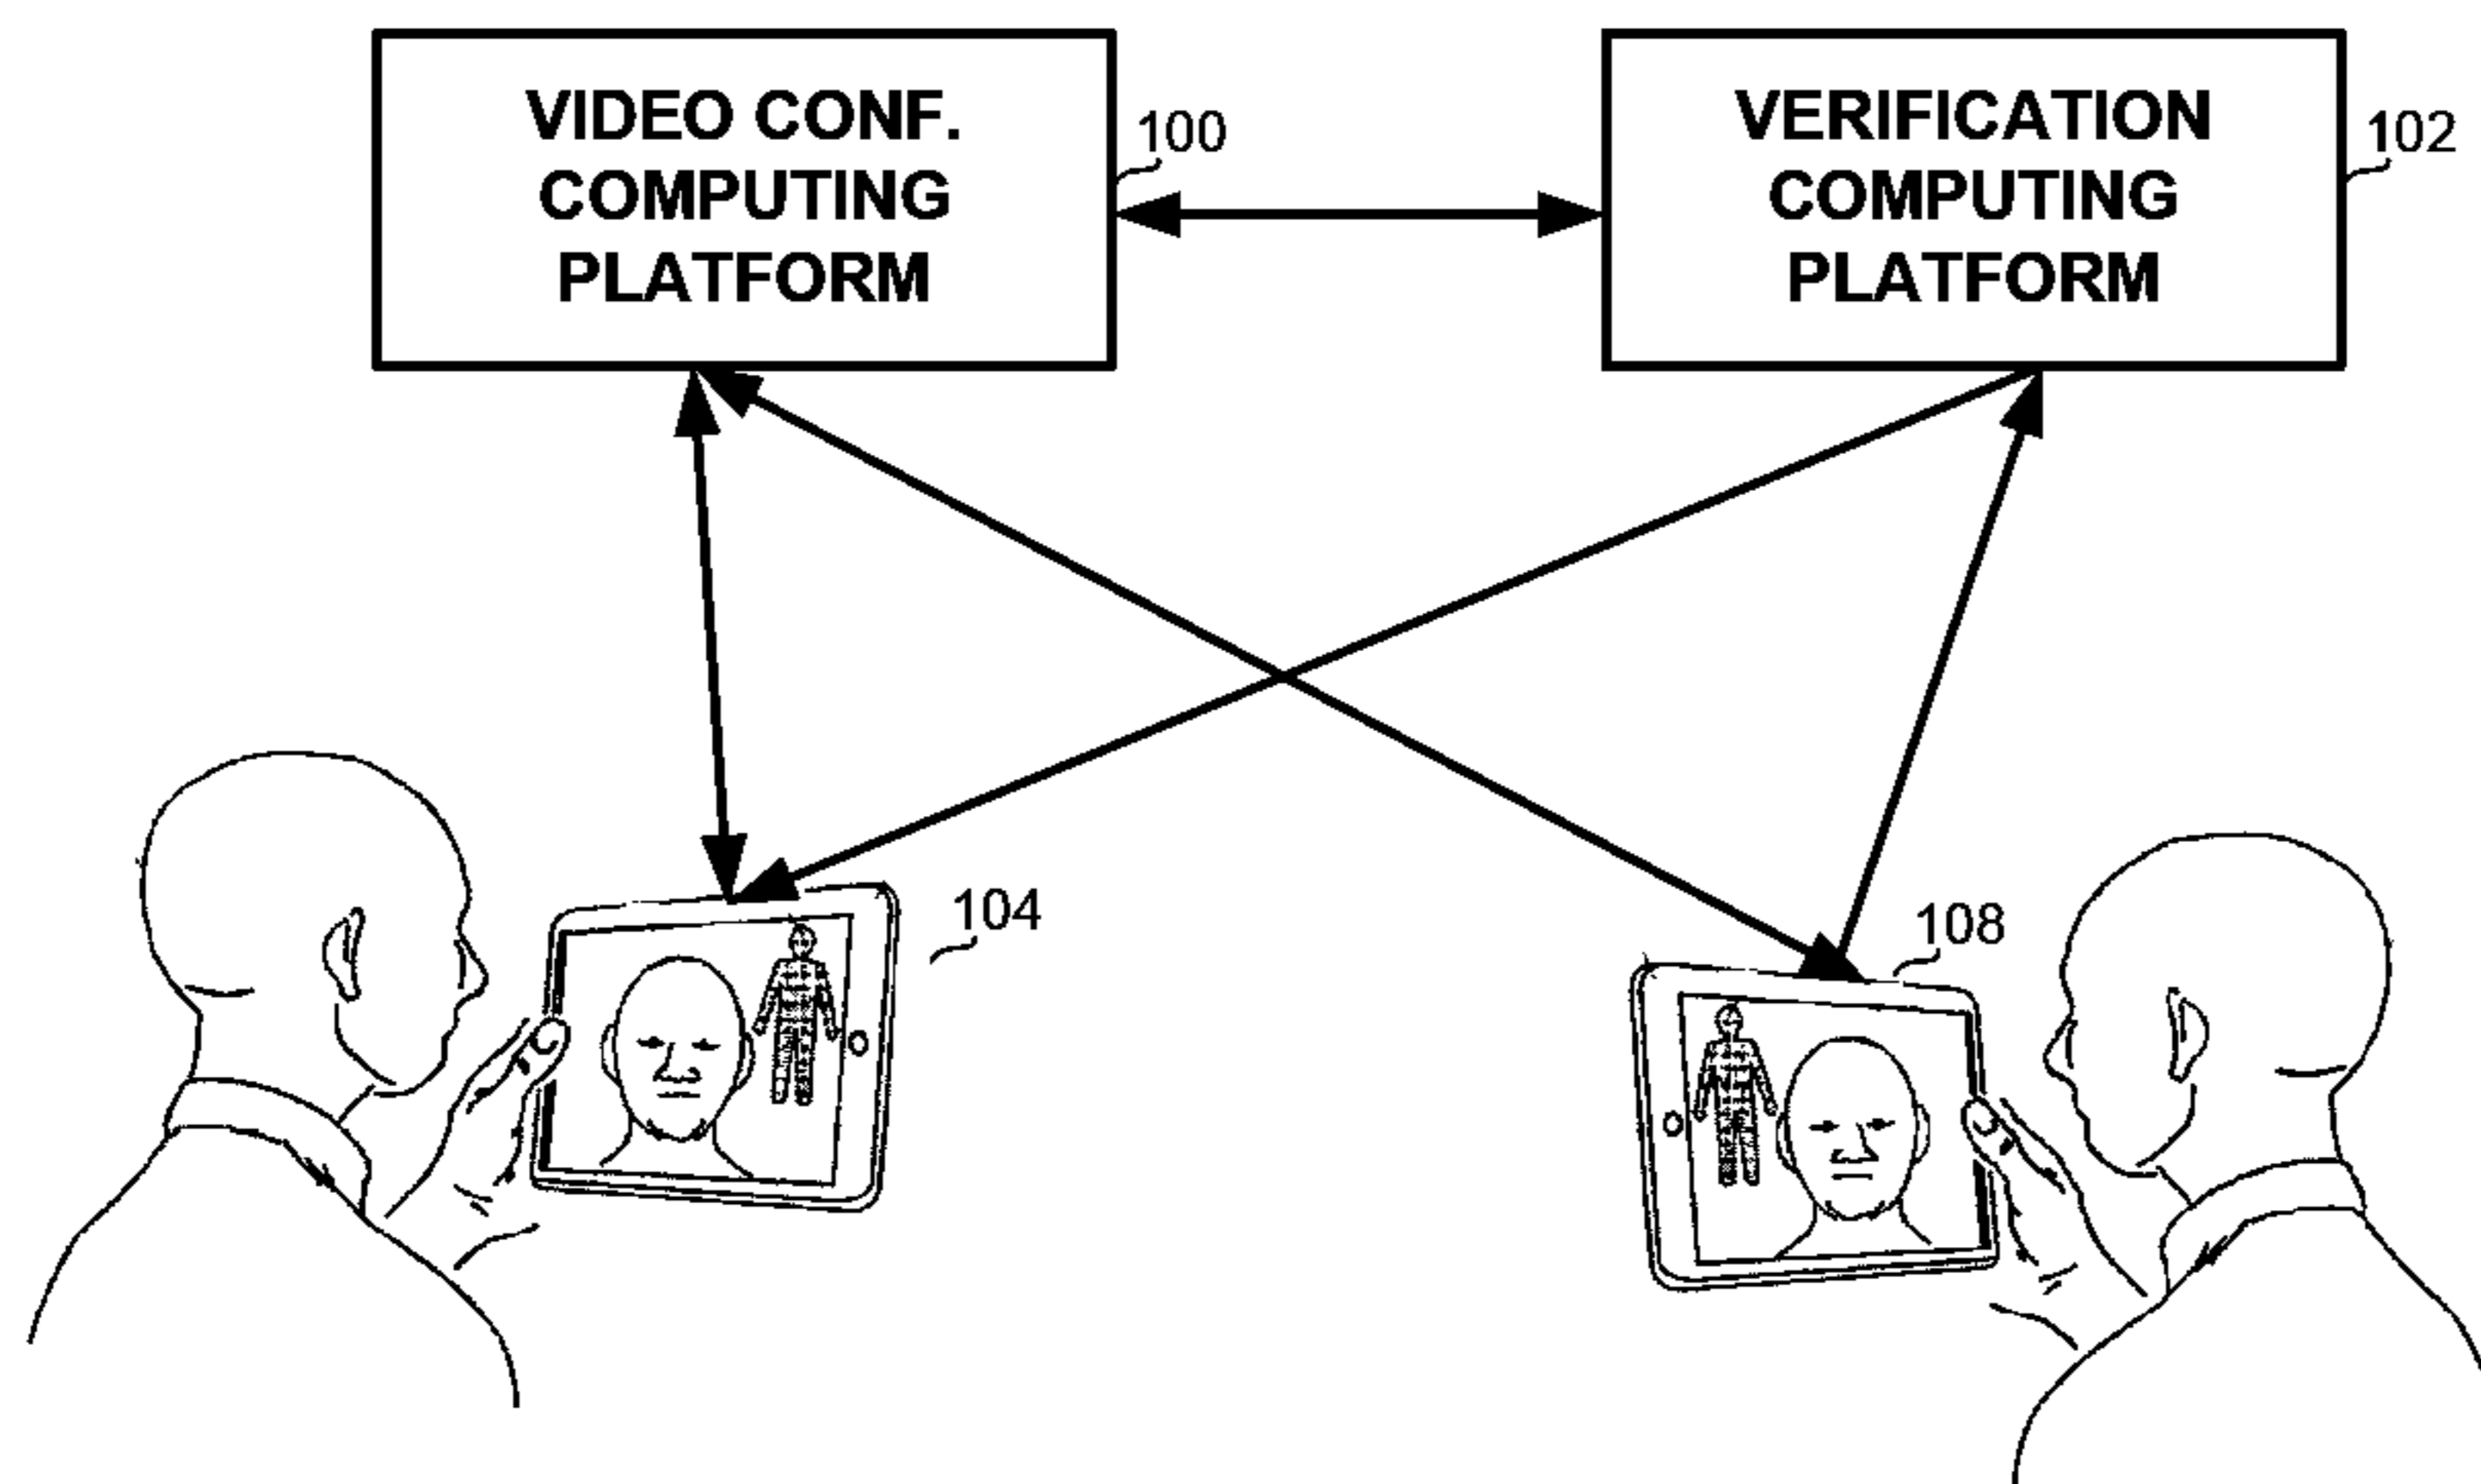 VIDEO CONF.
COMPUTING
PLATFORM
100
VERIFICATION
COMPUTING
PLATFORM
102
104
108